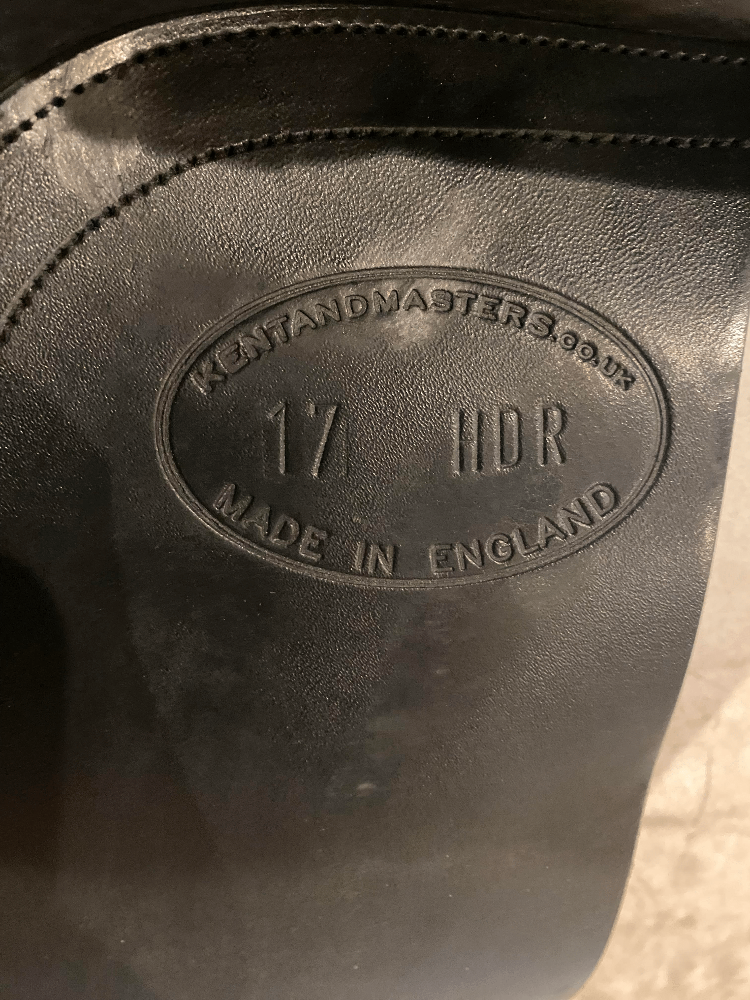 KENTANDMASTERS.CO.UK
17 HDR
MADE IN ENGLAND